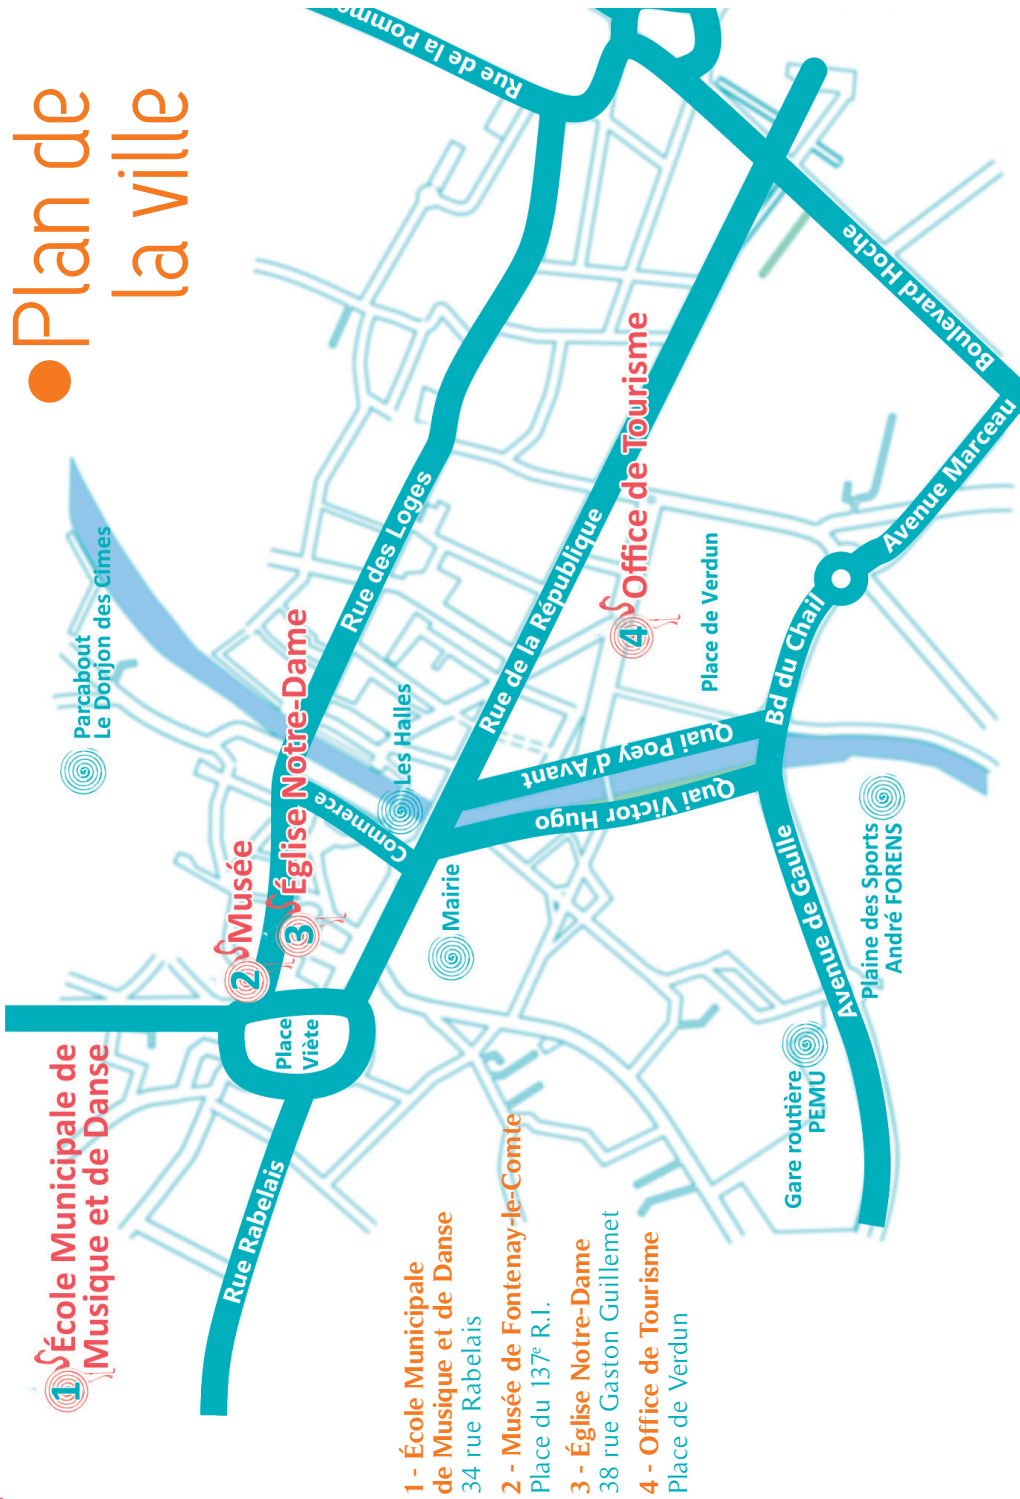 •Plan de
la ville
1 École Municipale de
Musique et de Danse
2 Musée
3 Église Notre-Dame
4 Office de Tourisme
Parcabout
Le Donjon des Cimes
Les Halles
Mairie
Place de Verdun
Place
Viète
Gare routière
PEMU
Plaine des Sports
André FORENS
Rue Rabelais
Commerce
Rue des Loges
Rue de la République
Quai Victor Hugo
Quai Poey d'Avant
Avenue de Gaulle
Bd du Chail
Avenue Marceau
Boulevard Hoche
Rue de la
1 - École Municipale
de Musique et de Danse
34 rue Rabelais
2 - Musée de Fontenay-le-Comte
Place du 137e R.I.
3 - Église Notre-Dame
38 rue Gaston Guillemet
4 - Office de Tourisme
Place de Verdun